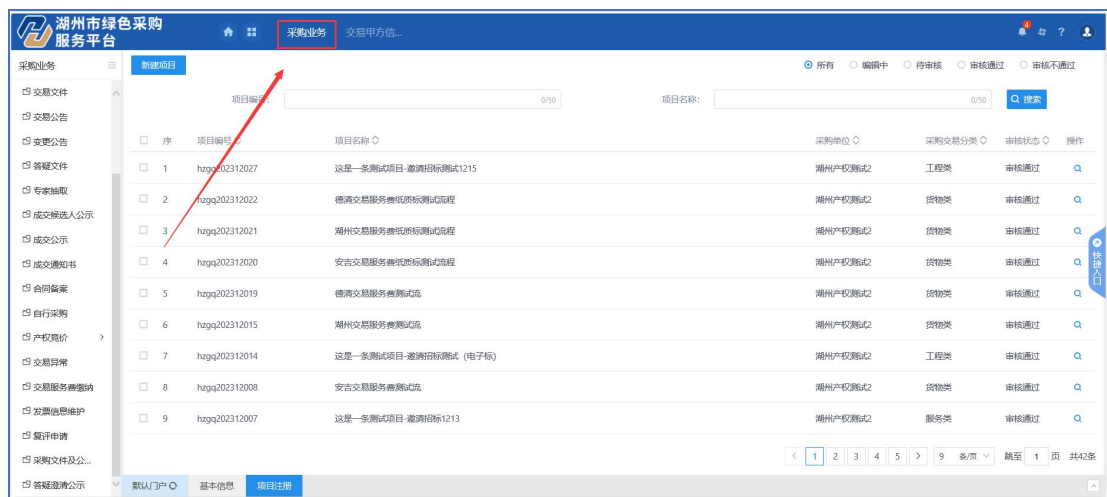 湖州市绿色采购
服务平台
采购业务 交易甲方信...
4
?
采购业务
新建项目
所有 编辑中 待审核 审核通过 审核不通过
项目编号: 0/50 项目名称: 0/50 搜索
交易文件
交易公告
变更公告
答疑文件
专家抽取
成交候选人公示
成交公示
成交通知书
合同备案
自行采购
产权竞价
交易异常
交易服务费缴纳
发票信息维护
复评申请
采购文件及公...
答疑澄清公示
序 项目编号 项目名称 采购单位 采购交易分类 审核状态 操作
1 hzgq202312027 这是一条测试项目-邀请招标测试1215 湖州产权测试2 工程类 审核通过
2 hzgq202312022 德清交易服务费纸质标测试流程 湖州产权测试2 货物类 审核通过
3 hzgq202312021 湖州交易服务费纸质标测试流程 湖州产权测试2 货物类 审核通过
4 hzgq202312020 安吉交易服务费纸质标测试流程 湖州产权测试2 货物类 审核通过
5 hzgq202312019 德清交易服务费测试流 湖州产权测试2 货物类 审核通过
6 hzgq202312015 湖州交易服务费测试流 湖州产权测试2 货物类 审核通过
7 hzgq202312014 这是一条测试项目-邀请招标测试（电子标） 湖州产权测试2 工程类 审核通过
8 hzgq202312008 安吉交易服务费测试流 湖州产权测试2 货物类 审核通过
9 hzgq202312007 这是一条测试项目-邀请招标1213 湖州产权测试2 服务类 审核通过
快捷入口
1 2 3 4 5 9 条/页 跳至 1 页 共42条
默认门户 基本信息 项目注册